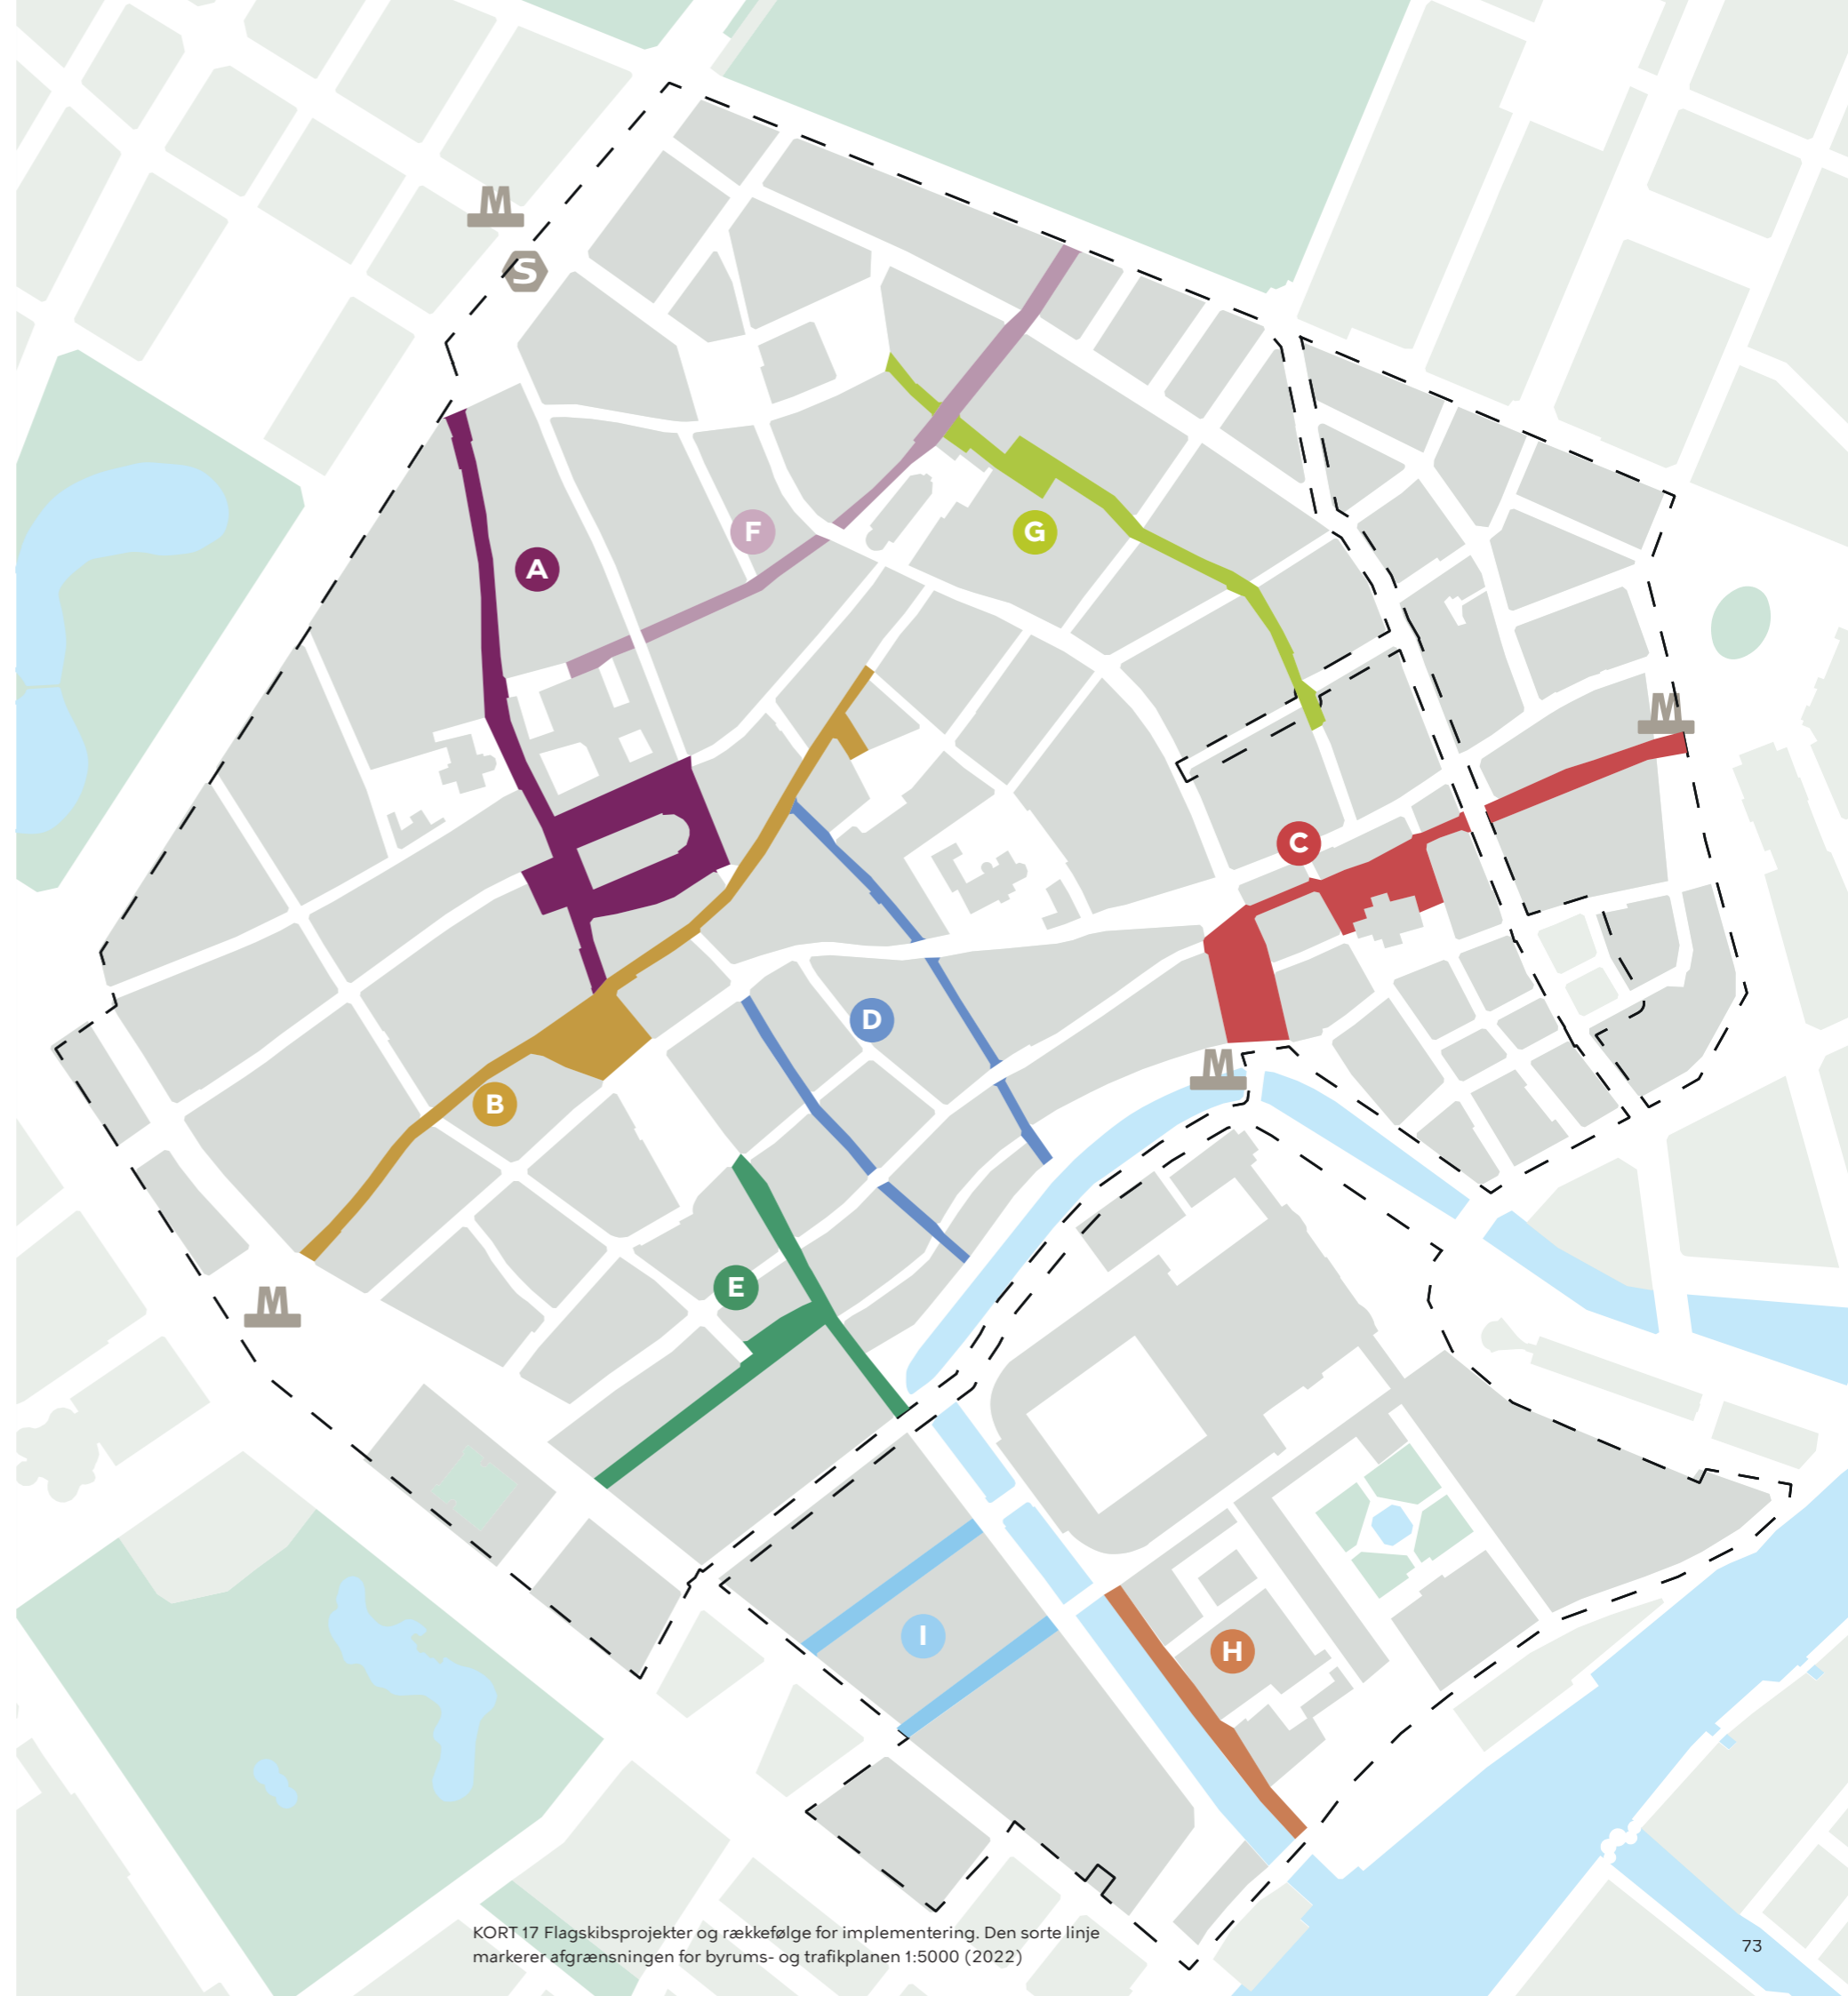 M
S
F
G
A
M
C
D
M
B
E
M
I
H
KORT 17 Flagskibsprojekter og rækkefølge for implementering. Den sorte linje
markerer afgrænsningen for byrums- og trafikplanen 1:5000 (2022)
73